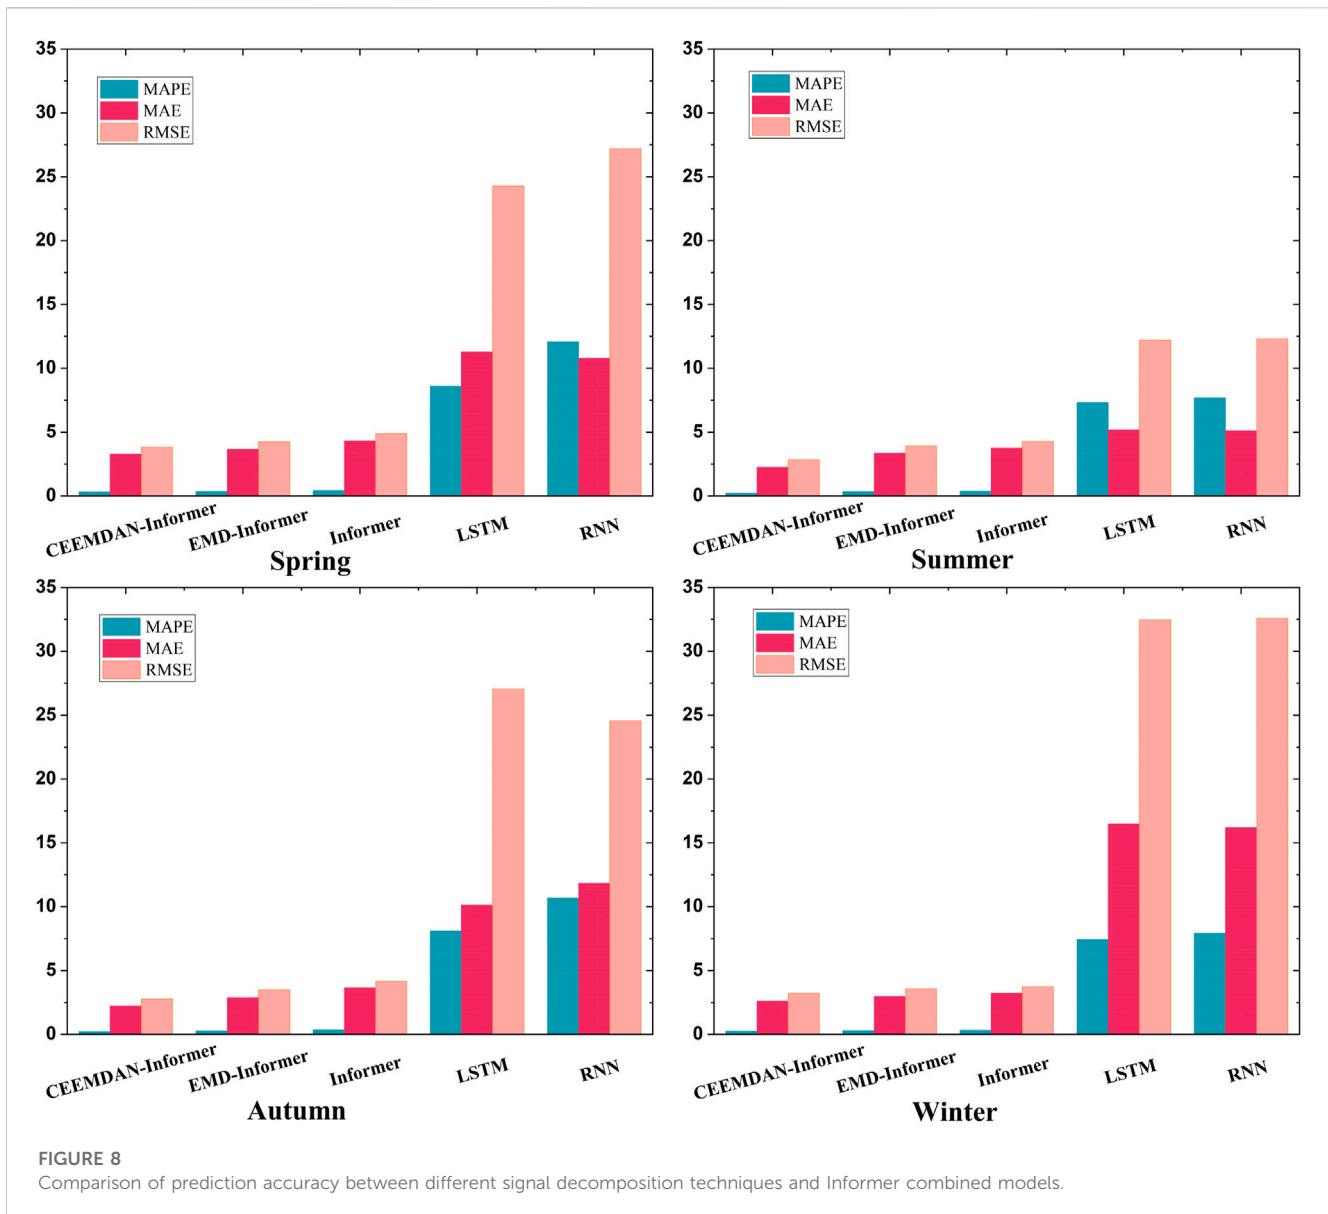 35
30
25
20
15
10
5
0
MAPE
MAE
RMSE
CEEMDAN-Informer
EMD-Informer
Informer
LSTM
RNN
Spring
35
30
25
20
15
10
5
0
MAPE
MAE
RMSE
CEEMDAN-Informer
EMD-Informer
Informer
LSTM
RNN
Summer
35
30
25
20
15
10
5
0
MAPE
MAE
RMSE
CEEMDAN-Informer
EMD-Informer
Informer
LSTM
RNN
Autumn
35
30
25
20
15
10
5
0
MAPE
MAE
RMSE
CEEMDAN-Informer
EMD-Informer
Informer
LSTM
RNN
Winter
FIGURE 8
Comparison of prediction accuracy between different signal decomposition techniques and Informer combined models.